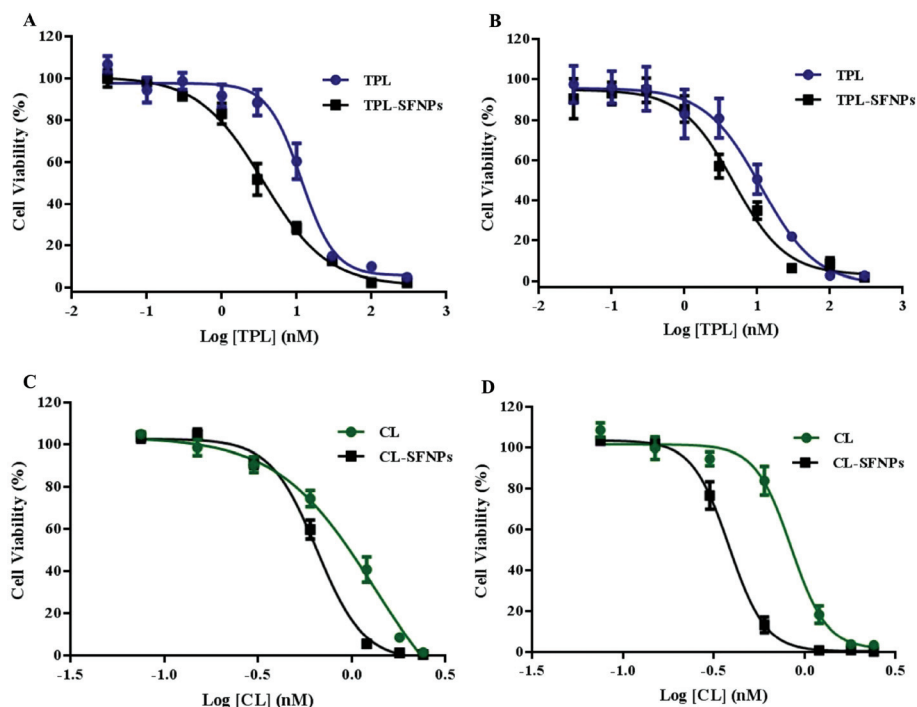 A
120
100
80
60
40
20
0
Cell Viability (%)
TPL
TPL-SFNPs
-2
-1
0
1
2
3
Log [TPL] (nM)
B
120
100
80
60
40
20
0
Cell Viability (%)
TPL
TPL-SFNPs
-2
-1
0
1
2
3
Log [TPL] (nM)
C
120
100
80
60
40
20
0
Cell Viability (%)
CL
CL-SFNPs
-1.5
-1.0
-0.5
0.0
0.5
Log [CL] (nM)
D
120
100
80
60
40
20
0
Cell Viability (%)
CL
CL-SFNPs
-1.5
-1.0
-0.5
0.0
0.5
Log [CL] (nM)